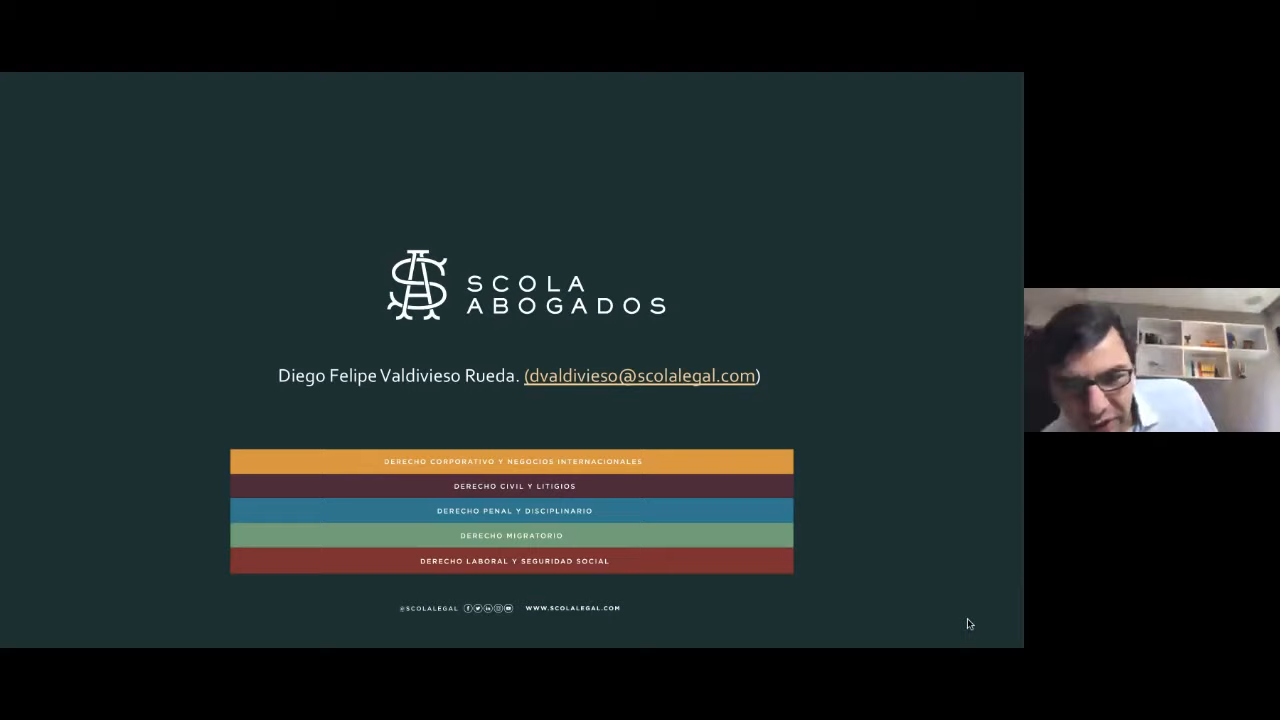 SCOLA
ABOGADOS
Diego Felipe Valdivieso Rueda. (dvaldivieso@scolalegal.com)
DERECHO CORPORATIVO Y NEGOCIOS INTERNACIONALES
DERECHO CIVIL Y LITIGIOS
DERECHO PENAL Y DISCIPLINARIO
DERECHO MIGRATORIO
DERECHO LABORAL Y SEGURIDAD SOCIAL
@SCOLALEGAL WWW.SCOLALEGAL.COM